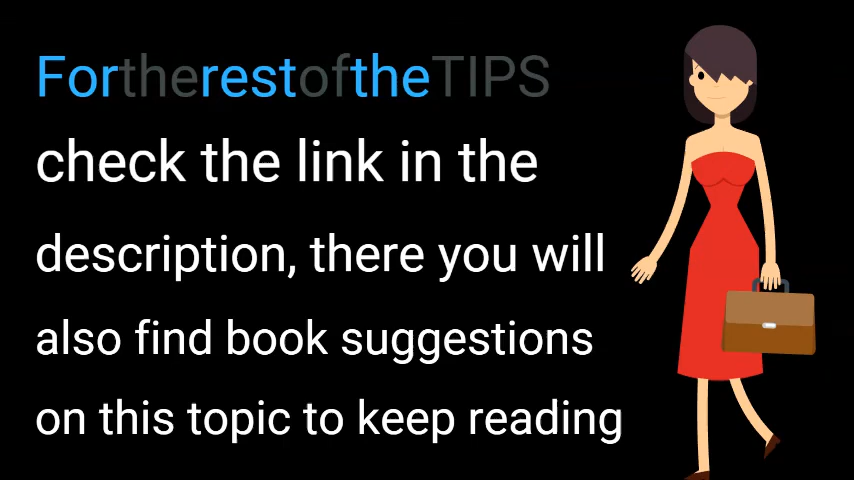 FortherestoftheTIPS
check the link in the
description, there you will
also find book suggestions
on this topic to keep reading